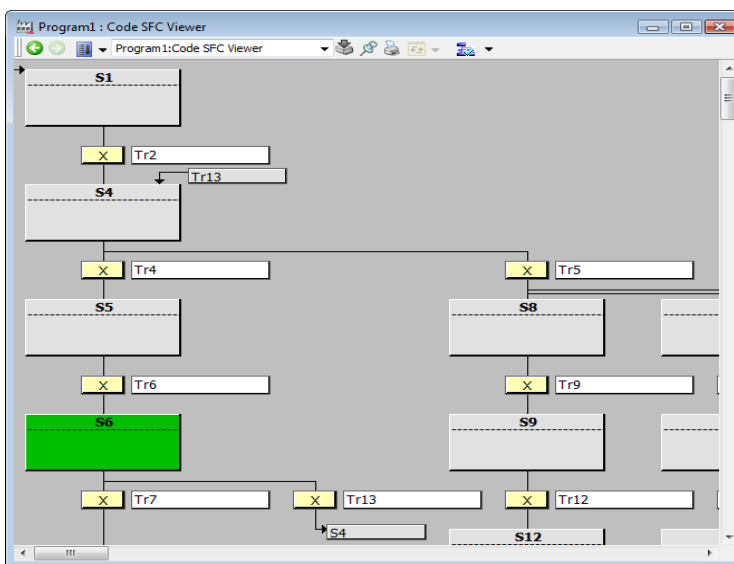 Program1 : Code SFC Viewer
Program1:Code SFC Viewer
S1
X Tr2
Tr13
S4
X Tr4 X Tr5
S5 S8
X Tr6 X Tr9
S6 S9
X Tr7 X Tr13 X Tr12
S4
S12